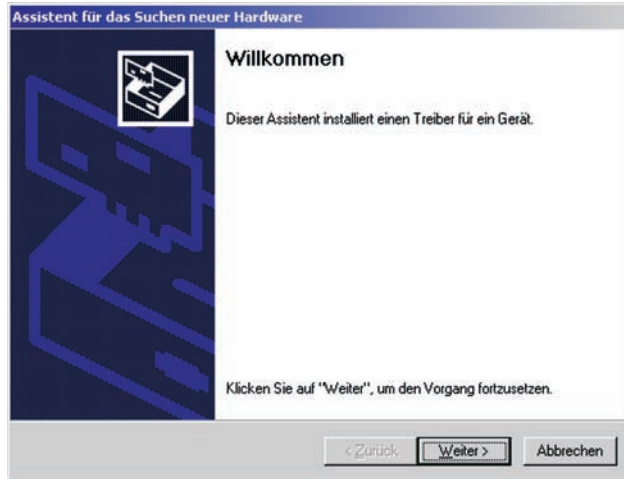 Assistent für das Suchen neuer Hardware
Willkommen
Dieser Assistent installiert einen Treiber für ein Gerät.
Klicken Sie auf "Weiter", um den Vorgang fortzusetzen.
< Zurück Weiter > Abbrechen